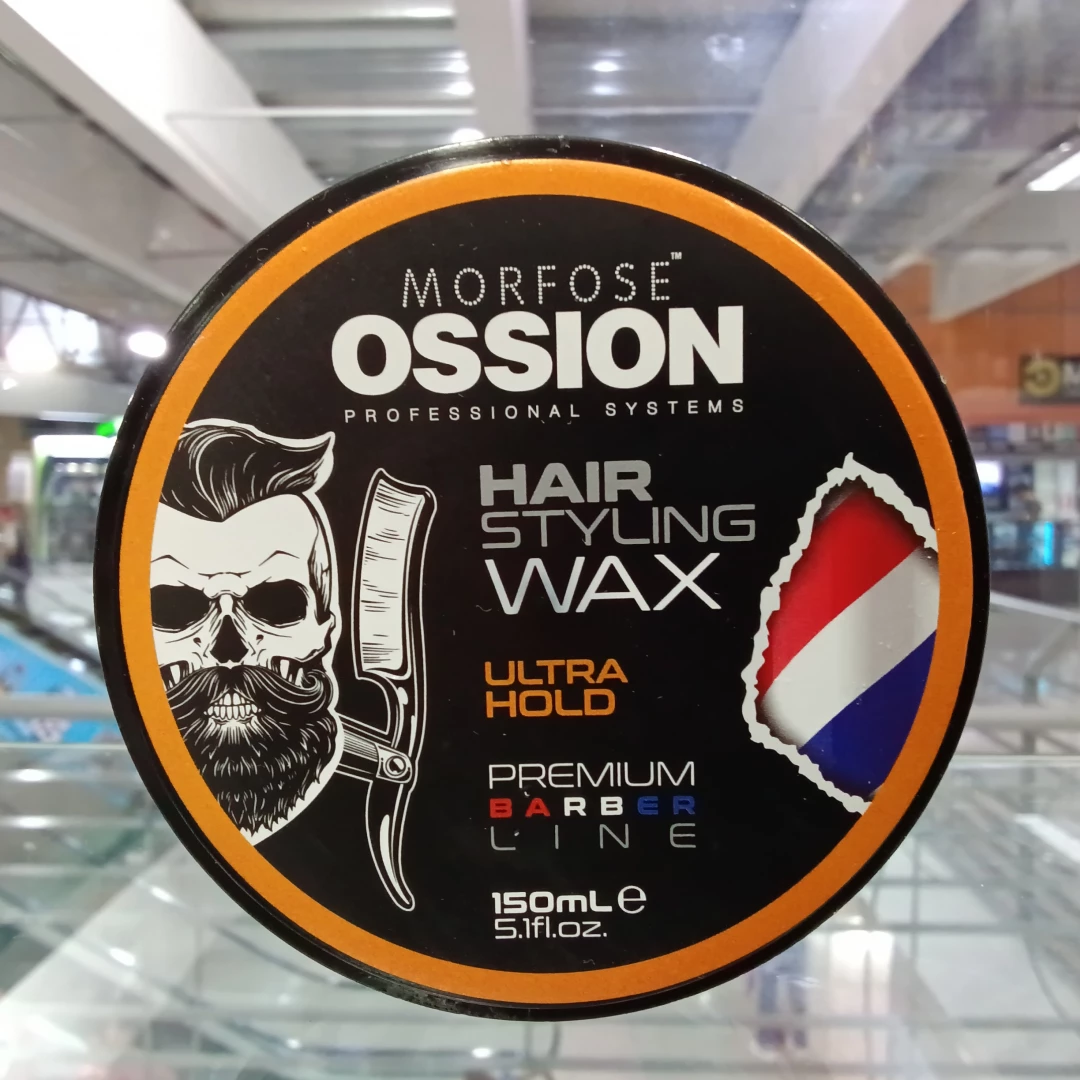 MORFOSE™
OSSION
PROFESSIONAL SYSTEMS
HAIR
STYLING
WAX
ULTRA
HOLD
PREMIUM
BARBER
LINE
150mL ℮
5.1fl.oz.